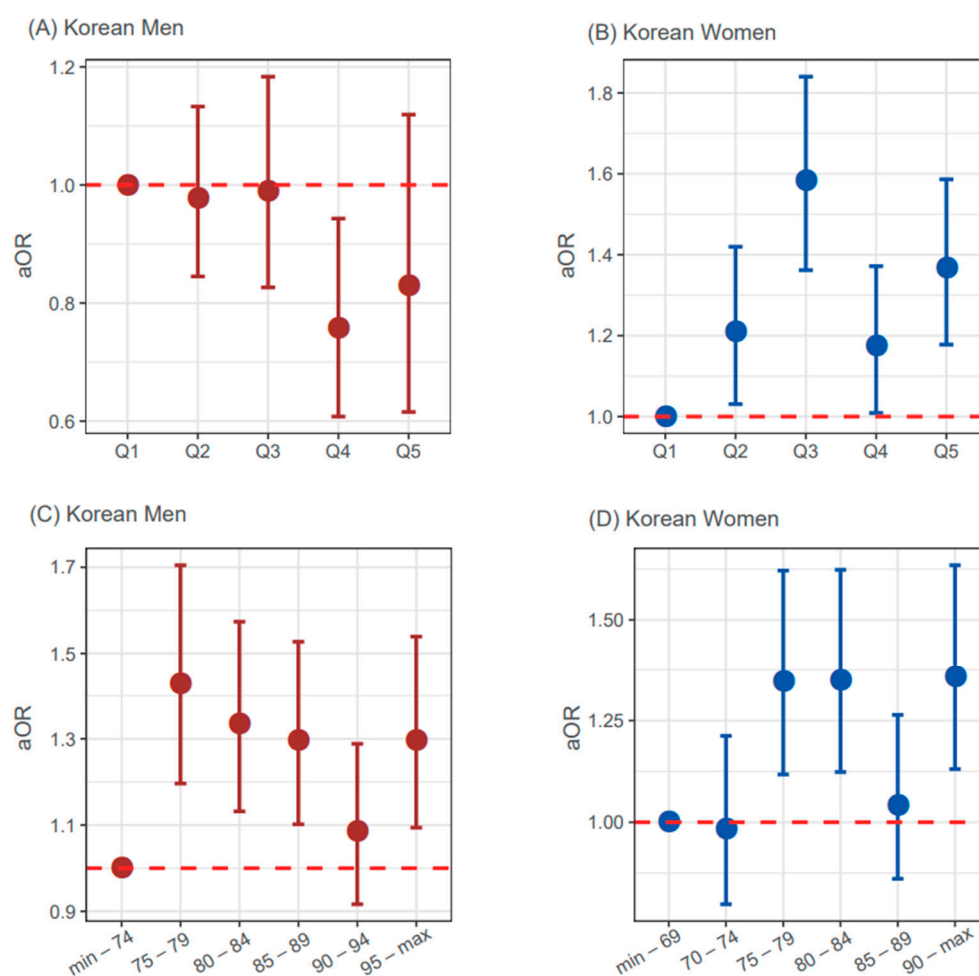 (A) Korean Men
1.2
1.0
0.8
0.6
aOR
Q1 Q2 Q3 Q4 Q5
(B) Korean Women
1.8
1.6
1.4
1.2
1.0
aOR
Q1 Q2 Q3 Q4 Q5
(C) Korean Men
1.7
1.5
1.3
1.1
0.9
aOR
min – 74 75 – 79 80 – 84 85 – 89 90 – 94 95 – max
(D) Korean Women
1.50
1.25
1.00
aOR
min – 69 70 – 74 75 – 79 80 – 84 85 – 89 90 – max